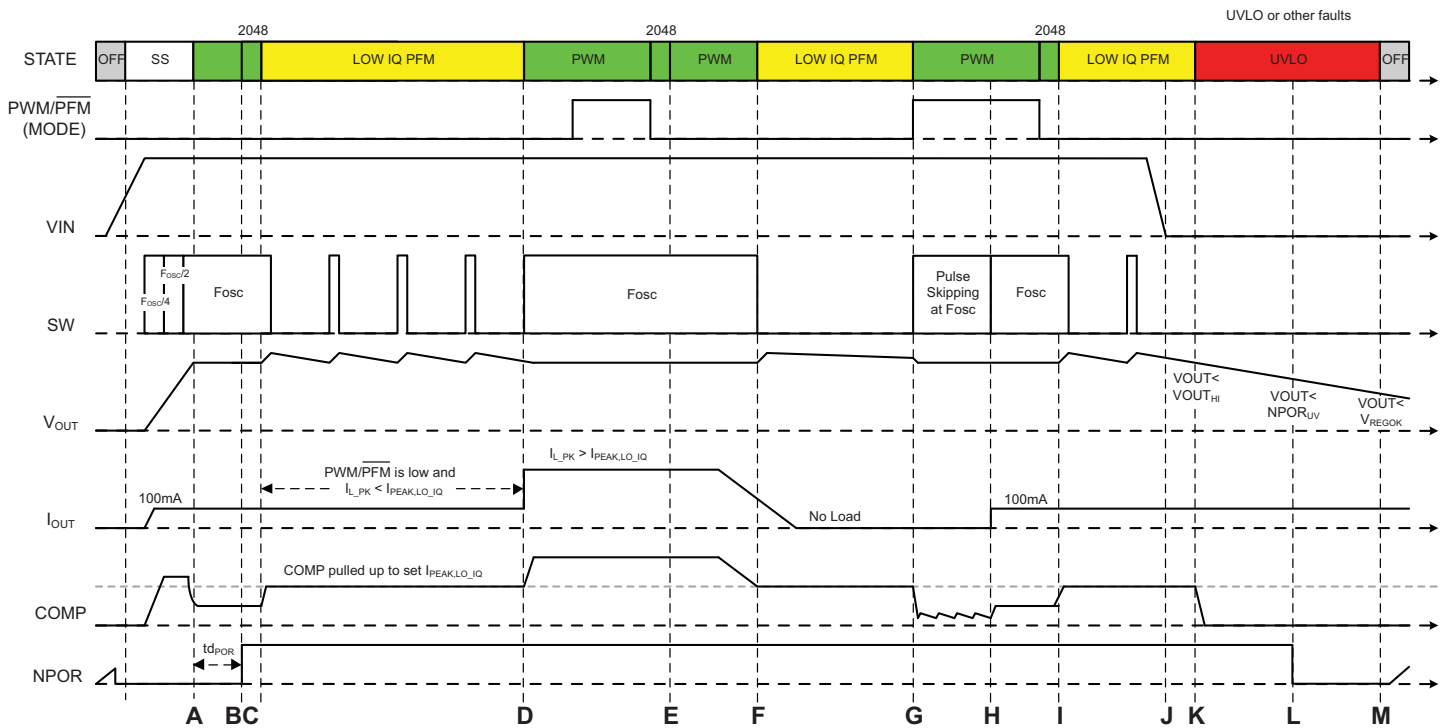 UVLO or other faults
2048 2048 2048
STATE OFF SS LOW IQ PFM PWM PWM LOW IQ PFM PWM LOW IQ PFM UVLO OFF
PWM/PFM
(MODE)
VIN
FOSC/2
FOSC/4
Fosc
Fosc
Pulse
Skipping
at Fosc
Fosc
SW
VOUT<
VOUTHI
VOUT<
NPORUV
VOUT<
VREGOK
VOUT
PWM/PFM is low and
IL_PK < IPEAK,LO_IQ
IL_PK > IPEAK,LO_IQ
100mA
No Load
100mA
IOUT
COMP pulled up to set IPEAK,LO_IQ
COMP
tdPOR
NPOR
A B C D E F G H I J K L M